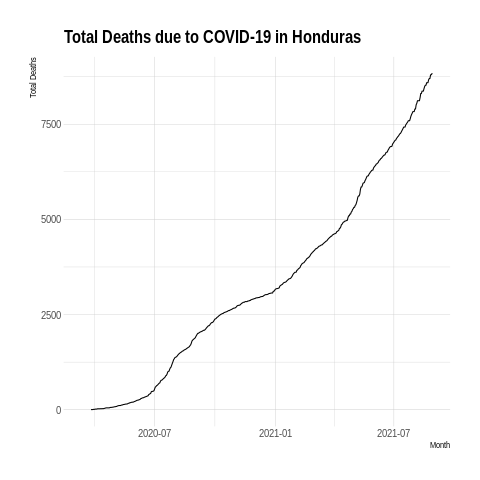 Total Deaths due to COVID-19 in Honduras
Total Deaths
7500
5000
2500
0
2020-07 2021-01 2021-07
Month